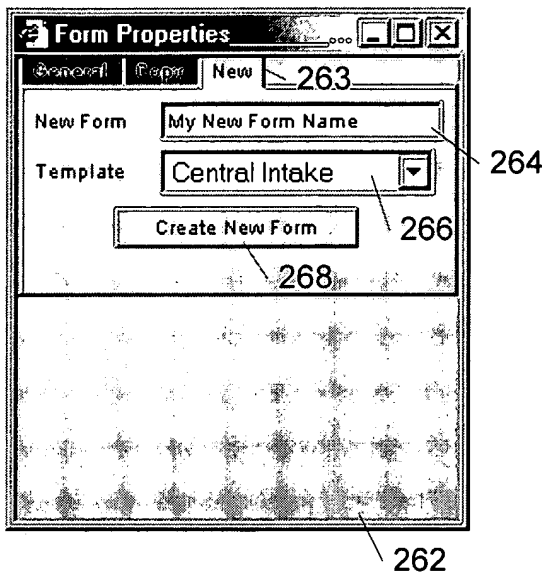 Form Properties ...
General Copy New 263
New Form My New Form Name
264
Template Central Intake
266
Create New Form
268
262